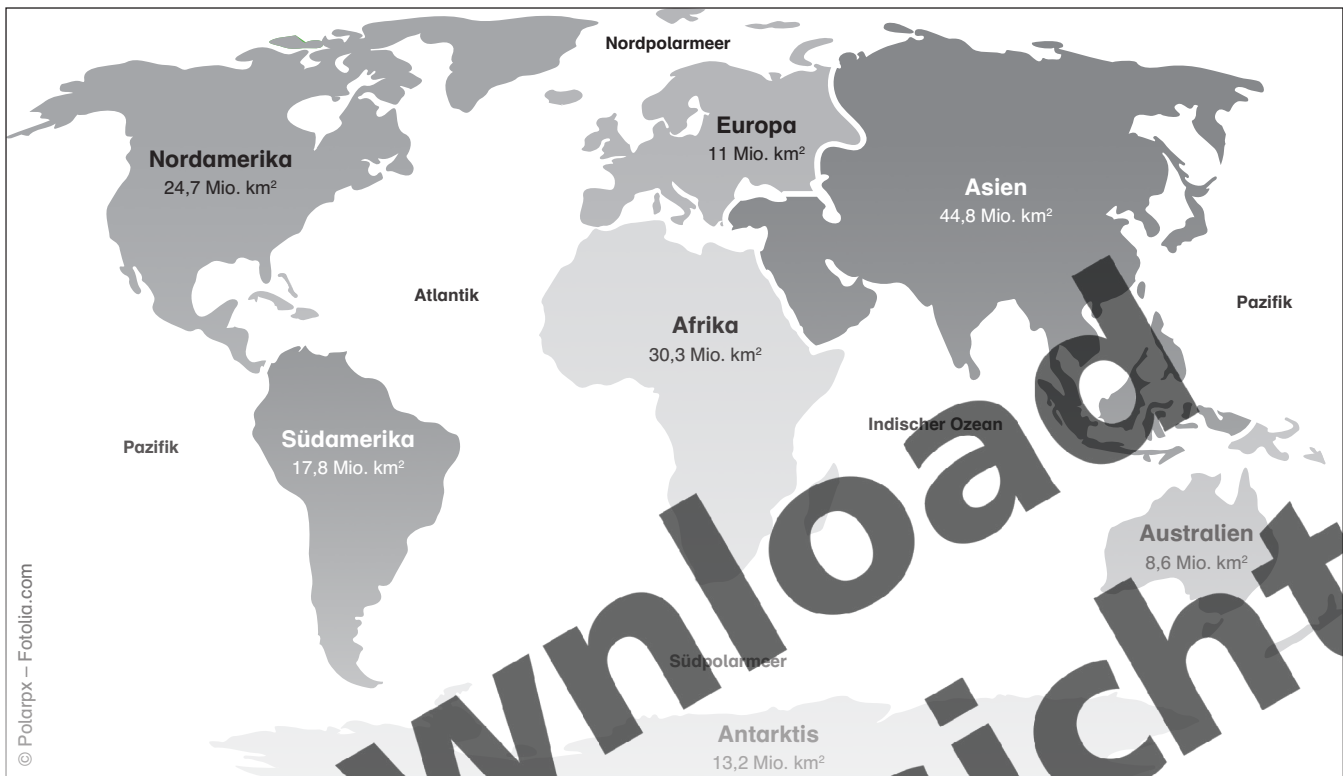 Nordpolarmeer
Europa
11 Mio. km²
Nordamerika
24,7 Mio. km²
Asien
44,8 Mio. km²
Atlantik
Pazifik
Afrika
30,3 Mio. km²
Indischer Ozean
Pazifik
Südamerika
17,8 Mio. km²
Australien
8,6 Mio. km²
Südpolarmeer
Antarktis
13,2 Mio. km²
© Polarpx – Fotolia.com
wnload
icht